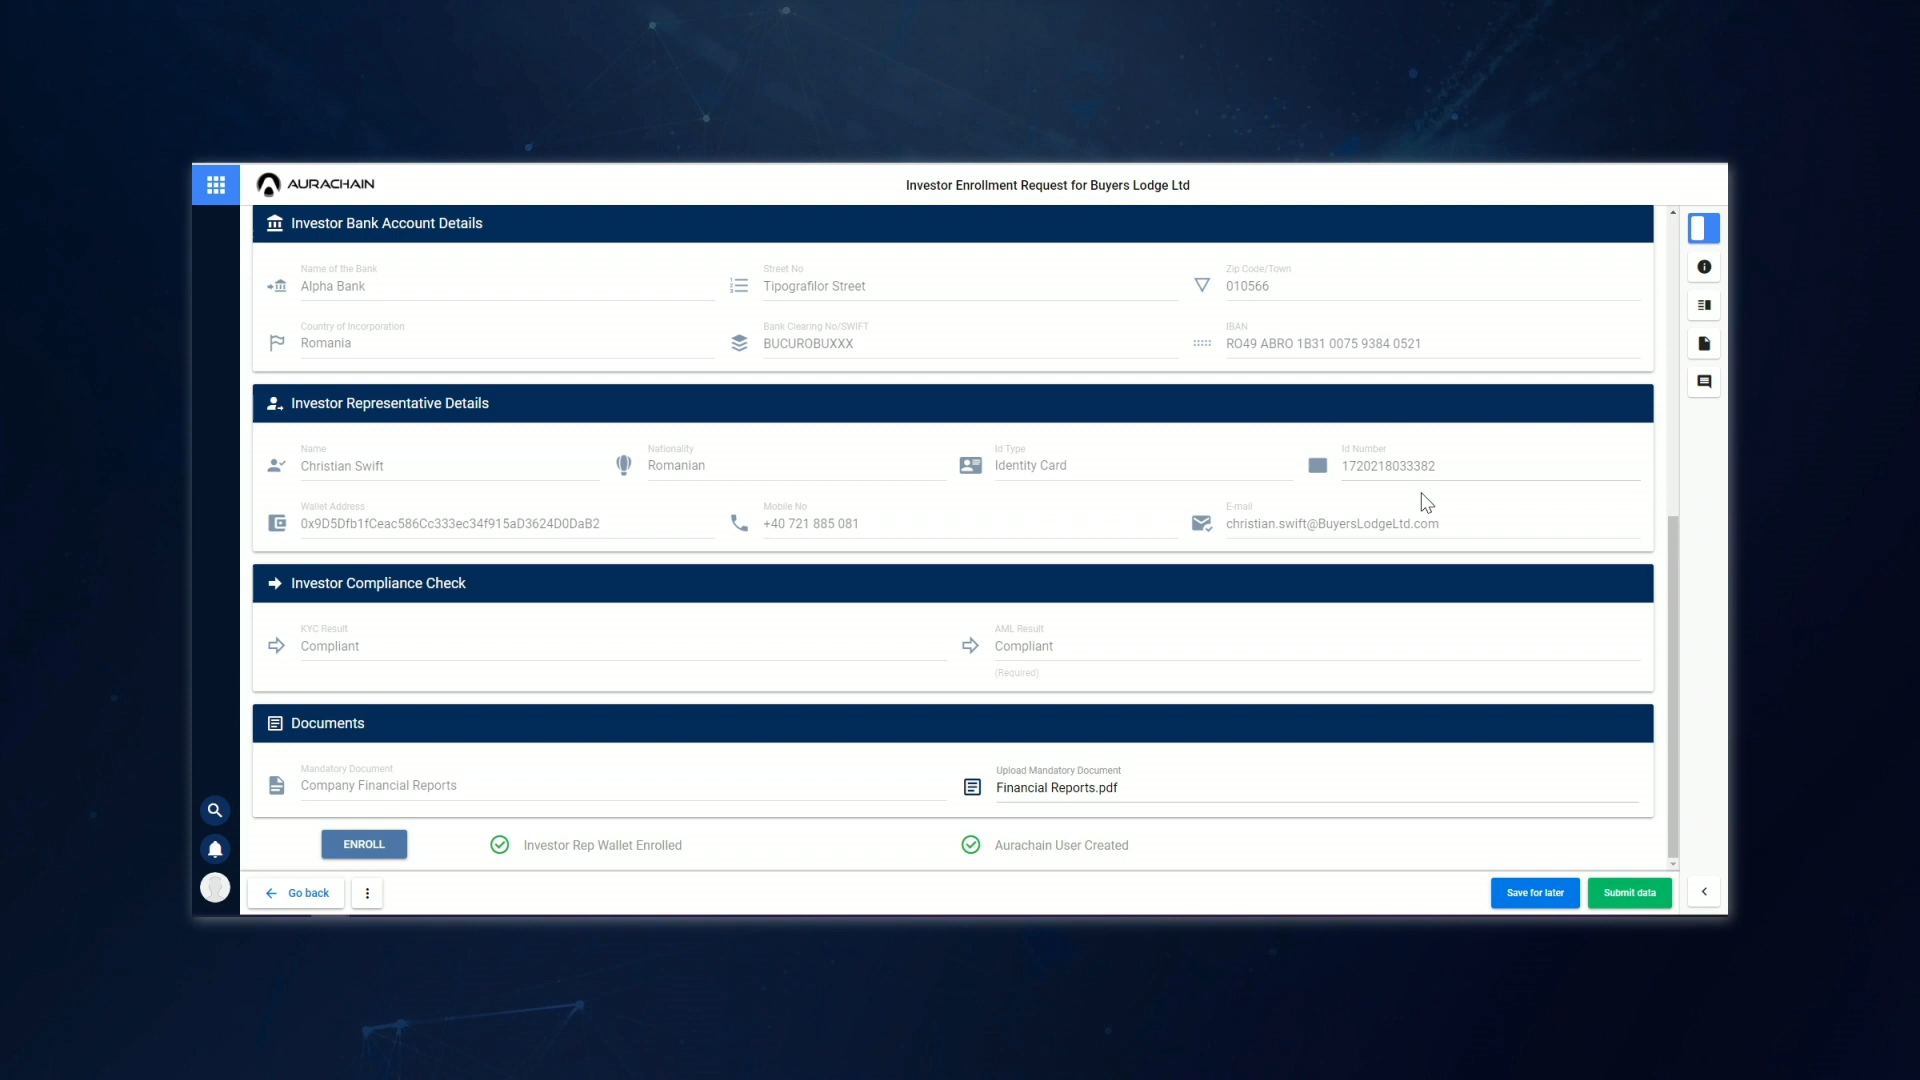 AURACHAIN
Investor Enrollment Request for Buyers Lodge Ltd
Investor Bank Account Details
Name of the Bank
Alpha Bank
Street No
Tipografilor Street
Zip Code/Town
010566
Country of Incorporation
Romania
Bank Clearing No/SWIFT
BUCUROBUXXX
IBAN
RO49 ABRO 1B31 0075 9384 0521
Investor Representative Details
Name
Christian Swift
Nationality
Romanian
Id Type
Identity Card
Id Number
1720218033382
Wallet Address
0x9D5Dfb1fCeac586Cc333ec34f915aD3624D0DaB2
Mobile No
+40 721 885 081
E-mail
christian.swift@BuyersLodgeLtd.com
Investor Compliance Check
KYC Result
Compliant
AML Result
Compliant
(Required)
Documents
Mandatory Document
Company Financial Reports
Upload Mandatory Document
Financial Reports.pdf
ENROLL
Investor Rep Wallet Enrolled
Aurachain User Created
Go back
Save for later
Submit data